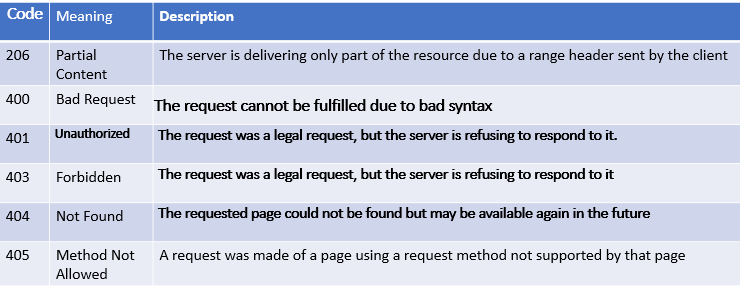 Code Meaning Description
206 Partial Content The server is delivering only part of the resource due to a range header sent by the client
400 Bad Request The request cannot be fulfilled due to bad syntax
401 Unauthorized The request was a legal request, but the server is refusing to respond to it.
403 Forbidden The request was a legal request, but the server is refusing to respond to it
404 Not Found The requested page could not be found but may be available again in the future
405 Method Not Allowed A request was made of a page using a request method not supported by that page